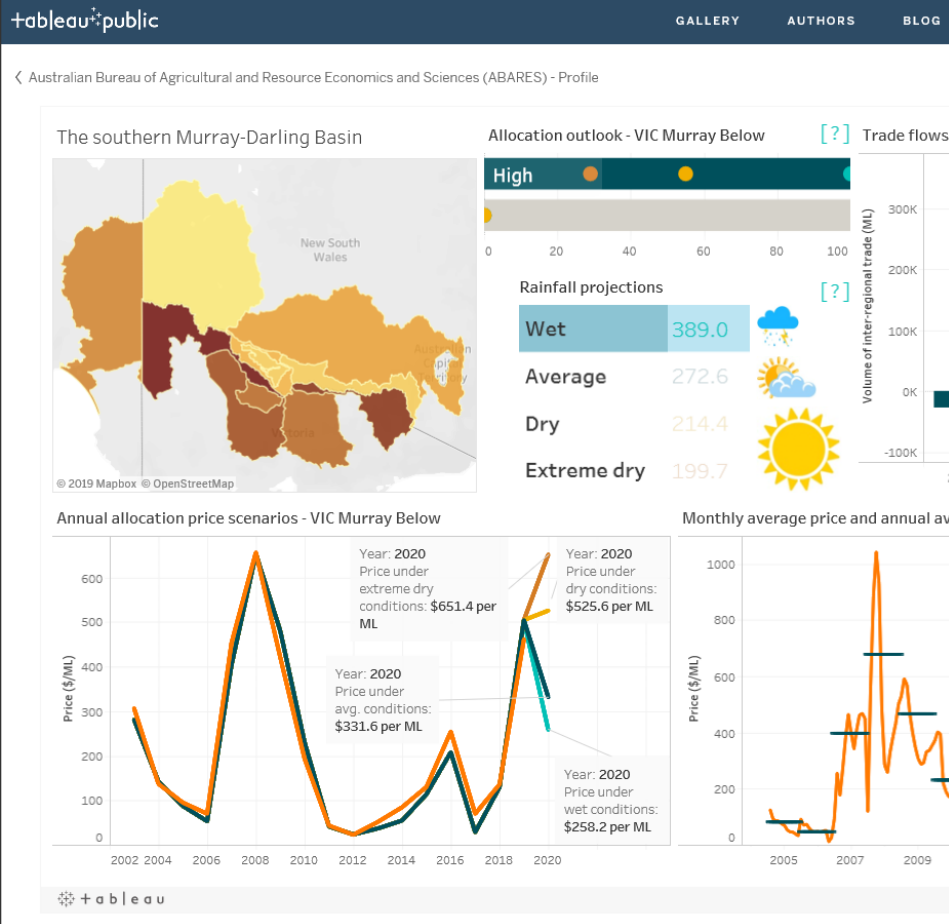 tableau public
GALLERY AUTHORS BLOG
Australian Bureau of Agricultural and Resource Economics and Sciences (ABARES) - Profile
The southern Murray-Darling Basin
New South
Wales
Australian
Capital
Territory
Victoria
© 2019 Mapbox © OpenStreetMap
Allocation outlook - VIC Murray Below [?]
High
0 20 40 60 80 100
Rainfall projections [?]
Wet 389.0
Average 272.6
Dry 214.4
Extreme dry 199.7
Trade flows
Volume of inter-regional trade (ML)
300K
200K
100K
0K
-100K
Annual allocation price scenarios - VIC Murray Below
Price ($/ML)
600
500
400
300
200
100
0
2002 2004 2006 2008 2010 2012 2014 2016 2018 2020
Year: 2020
Price under
extreme dry
conditions: $651.4 per
ML
Year: 2020
Price under
dry conditions:
$525.6 per ML
Year: 2020
Price under
avg. conditions:
$331.6 per ML
Year: 2020
Price under
wet conditions:
$258.2 per ML
Monthly average price and annual av
Price ($/ML)
1000
800
600
400
200
0
2005 2007 2009
tableau